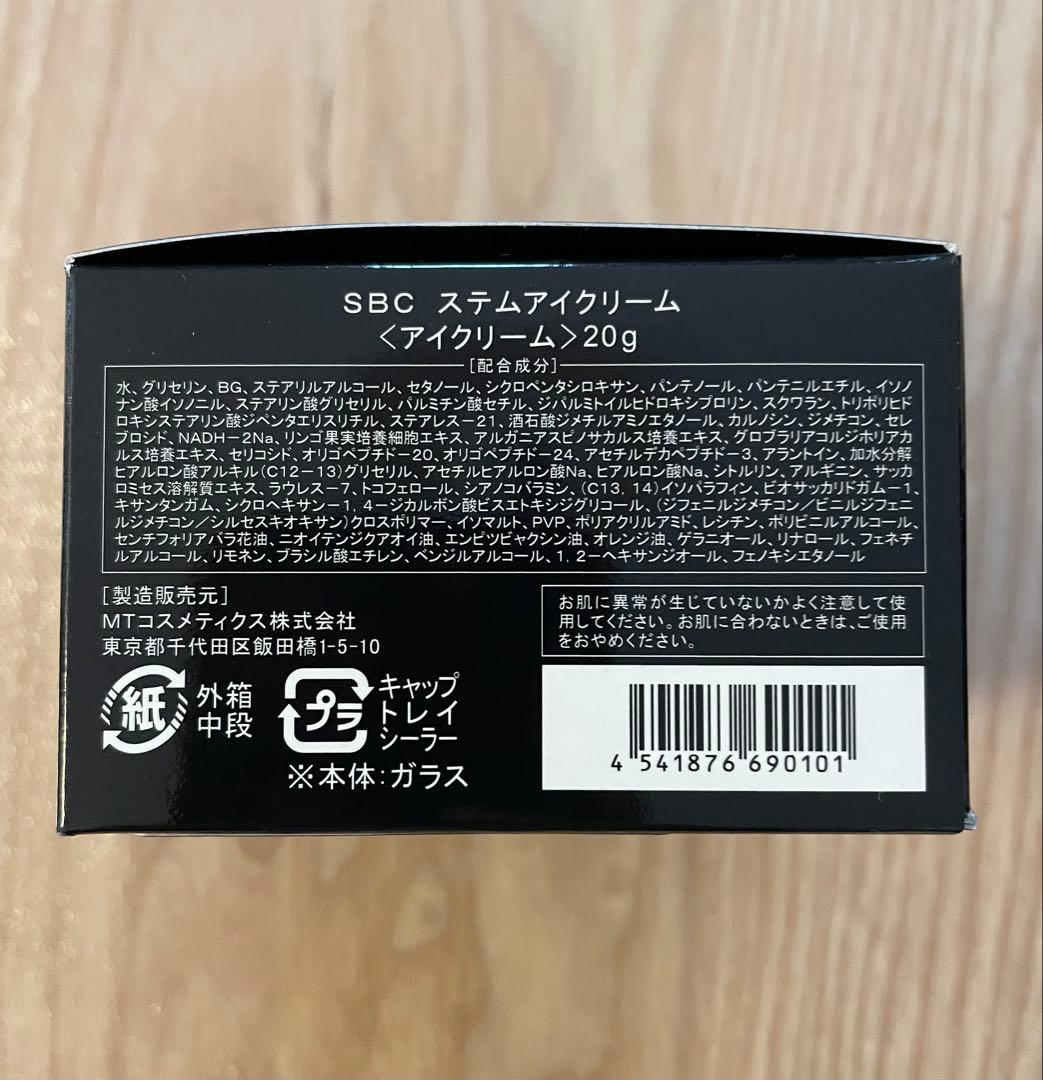 SBC ステムアイクリーム
〈アイクリーム〉20g
[配合成分]
水、グリセリン、BG、ステアリルアルコール、セタノール、シクロペンタシロキサン、パンテノール、パンテニルエチル、イソノ
ナン酸イソノニル、ステアリン酸グリセリル、パルミチン酸セチル、ジパルミトイルヒドロキシプロリン、スクワラン、トリポリヒド
ロキシステアリン酸ジペンタエリスリチル、ステアレス－21、酒石酸ジメチルアミノエタノール、カルノシン、ジメチコン、セレ
ブロシド、NADH－2Na、リンゴ果実培養細胞エキス、アルガニアスピノサカルス培養エキス、グロブラリアコルジホリアカ
ルス培養エキス、セリコシド、オリゴペプチド－20、オリゴペプチド－24、アセチルデカペプチド－3、アラントイン、加水分解
ヒアルロン酸アルキル(C12－13)グリセリル、アセチルヒアルロン酸Na、ヒアルロン酸Na、シトルリン、アルギニン、サッカ
ロミセス溶解質エキス、ラウレス－7、トコフェロール、シアノコバラミン、(C13, 14)イソパラフィン、ビオサッカリドガム－1、
キサンタンガム、シクロヘキサン－1, 4－ジカルボン酸ビスエトキシジグリコール、(ジフェニルジメチコン／ビニルジフェニ
ルジメチコン／シルセスキオキサン)クロスポリマー、イソマルト、PVP、ポリアクリルアミド、レシチン、ポリビニルアルコール、
センチフォリアバラ花油、ニオイテンジクアオイ油、エンピツビャクシン油、オレンジ油、ゲラニオール、リナロール、フェネチ
ルアルコール、リモネン、ブラシル酸エチレン、ベンジルアルコール、1, 2－ヘキサンジオール、フェノキシエタノール
[製造販売元]
MTコスメティクス株式会社
東京都千代田区飯田橋1-5-10
お肌に異常が生じていないかよく注意して使
用してください。お肌に合わないときは、ご使用
をおやめください。
紙
外箱
中段
プラ
キャップ
トレイ
シーラー
※本体：ガラス
4 541876 690101